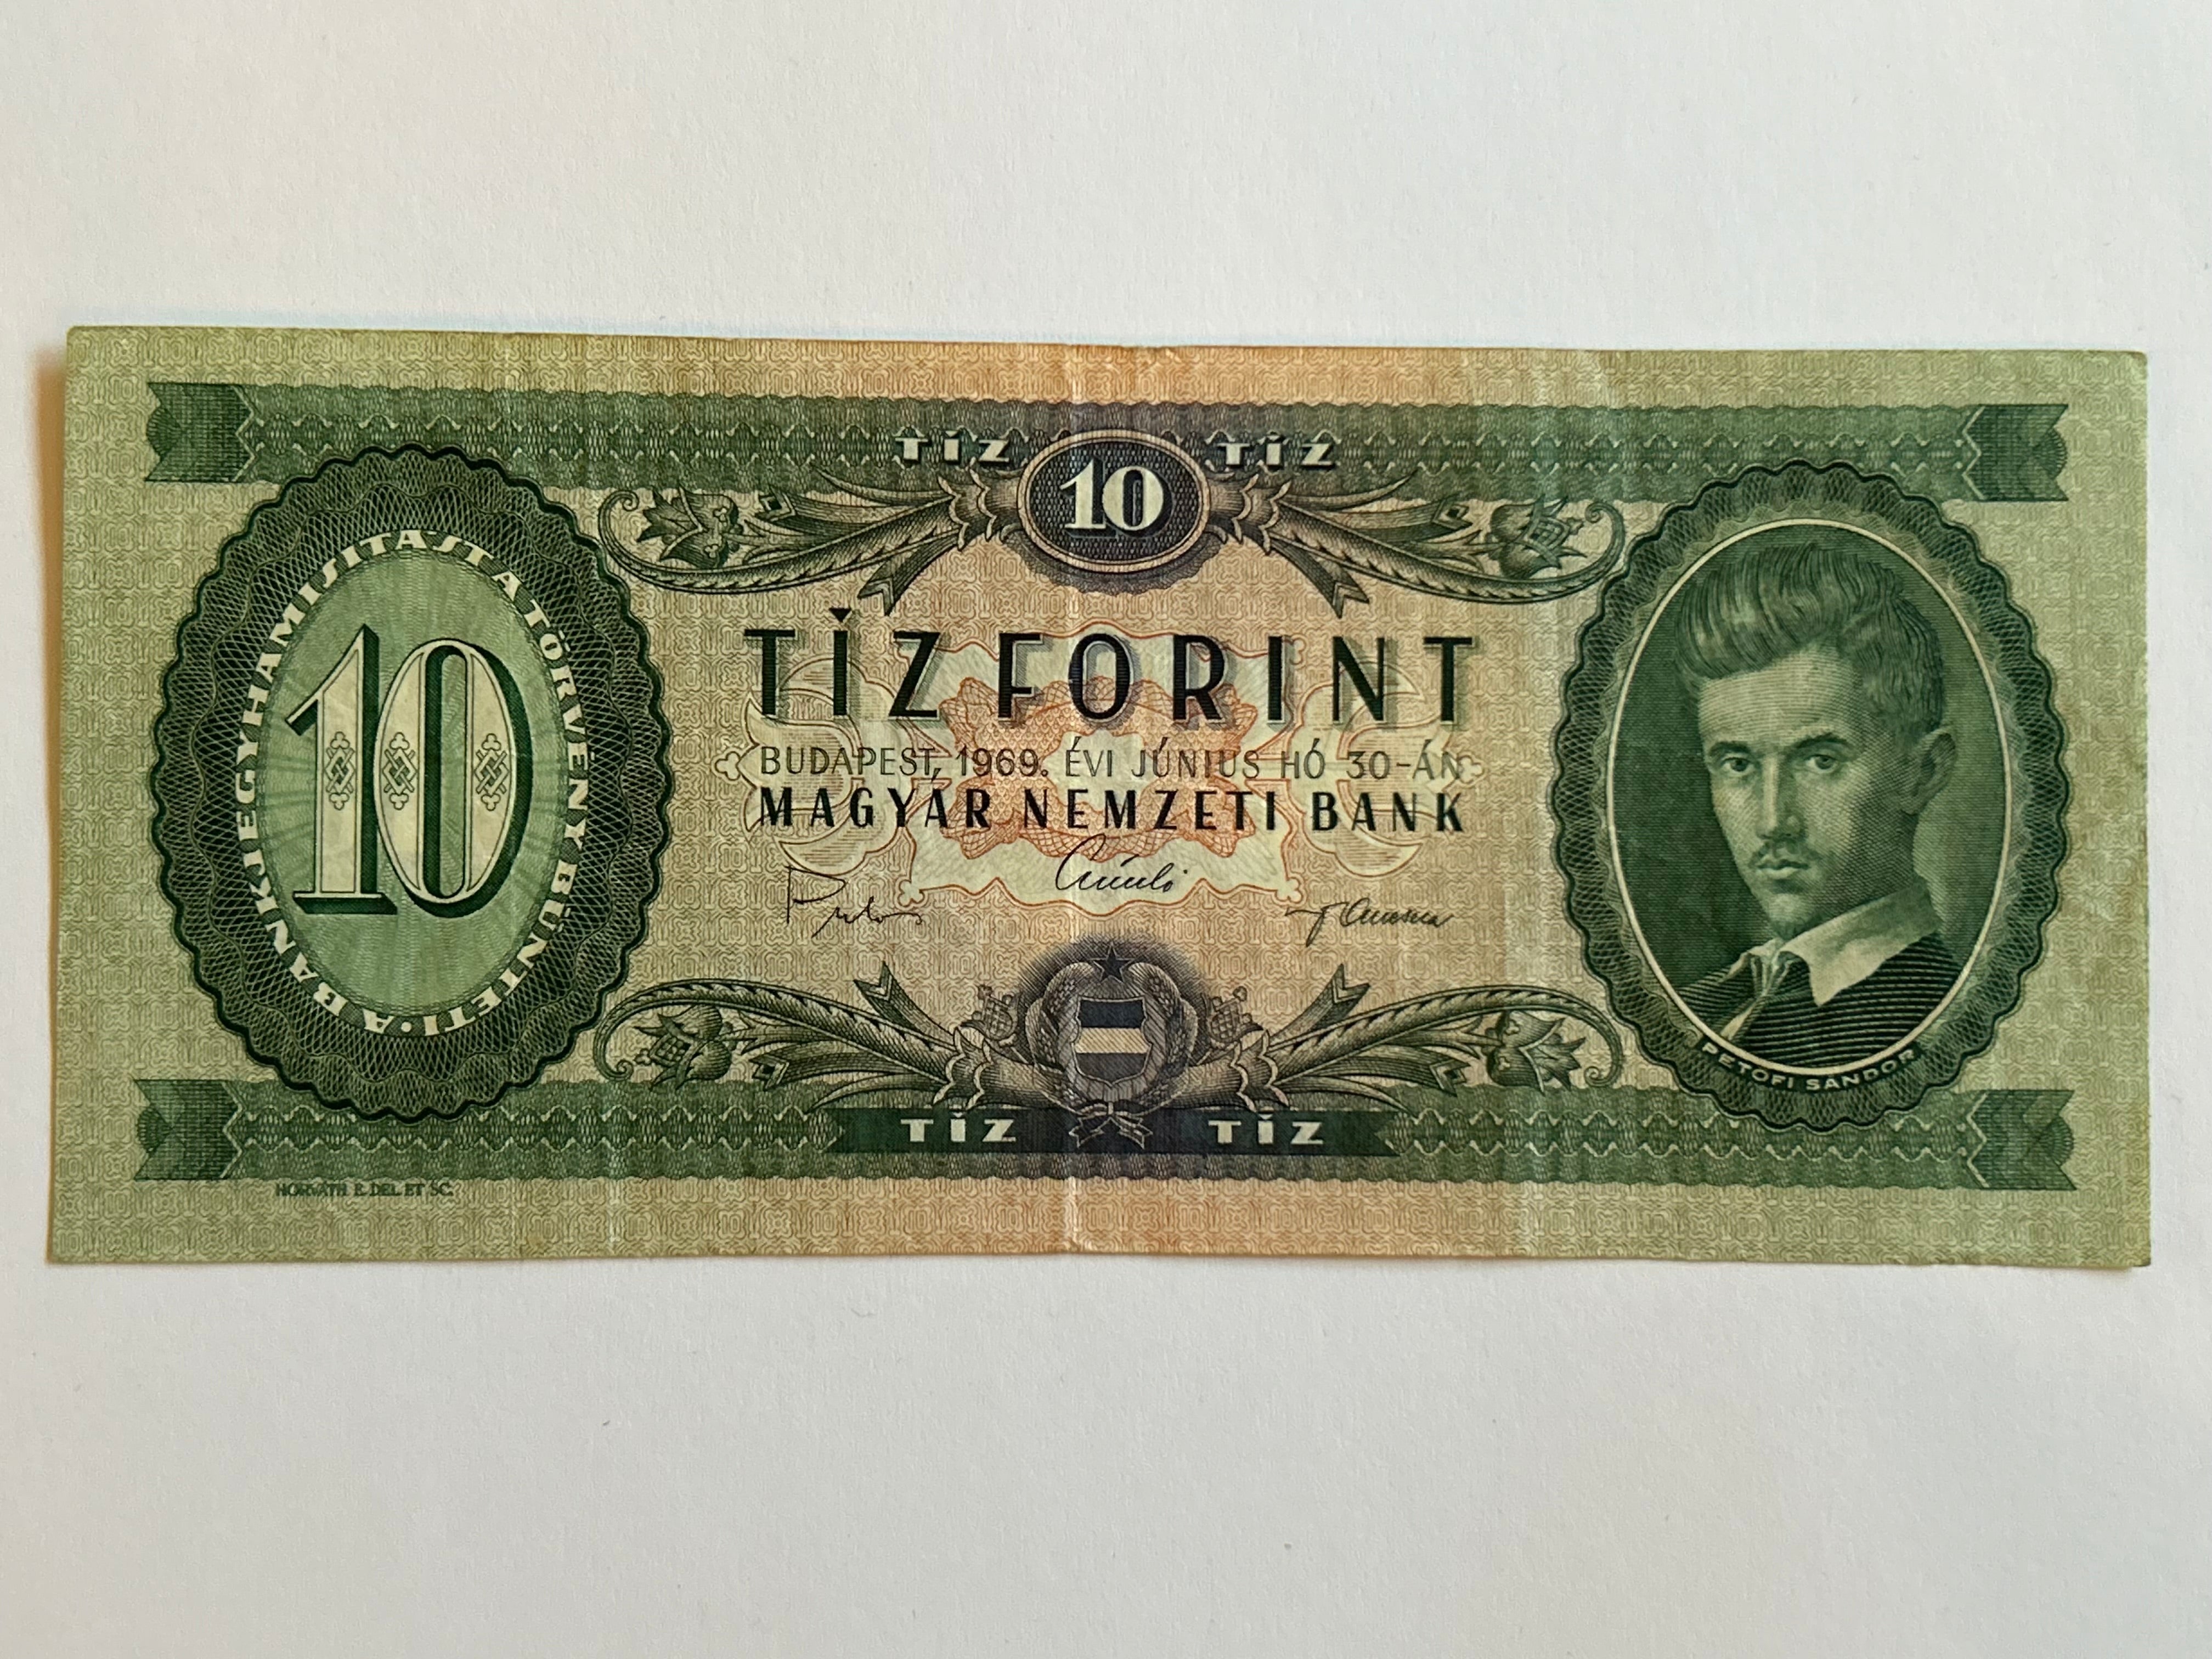 TÍZ 10 TÍZ
A BANKJEGYHAMISÍTÁST A TÖRVÉNY BÜNTETI.
10
TÍZ FORINT
BUDAPEST, 1969. ÉVI JÚNIUS HÓ 30-ÁN
MAGYAR NEMZETI BANK
PETŐFI SÁNDOR
TÍZ TÍZ
HORVÁTH E. DEL ET SC.